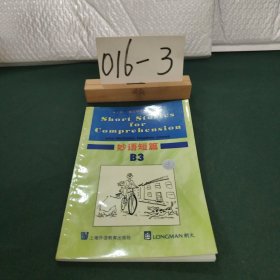 016-3
Short Stories
for
Comprehension
妙语短篇
B3
上海外语教育出版社
LONGMAN 朗文